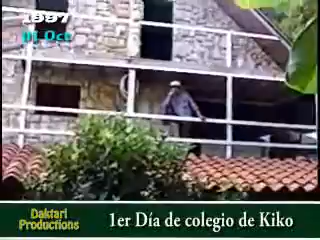 1997
01 Oct
Daktari
Productions
1er Día de colegio de Kiko